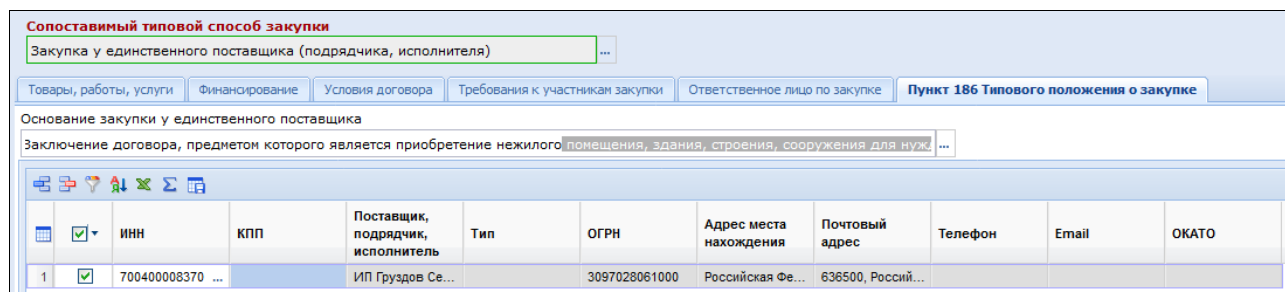 Сопоставимый типовой способ закупки
Закупка у единственного поставщика (подрядчика, исполнителя) ...
Товары, работы, услуги Финансирование Условия договора Требования к участникам закупки Ответственное лицо по закупке Пункт 186 Типового положения о закупке
Основание закупки у единственного поставщика
Заключение договора, предметом которого является приобретение нежилого помещения, здания, строения, сооружения для нужд ...
ИНН КПП Поставщик, подрядчик, исполнитель Тип ОГРН Адрес места нахождения Почтовый адрес Телефон Email ОКАТО
1 700400008370 ... ИП Груздов Се... 3097028061000 Российская Фе... 636500, Россий...